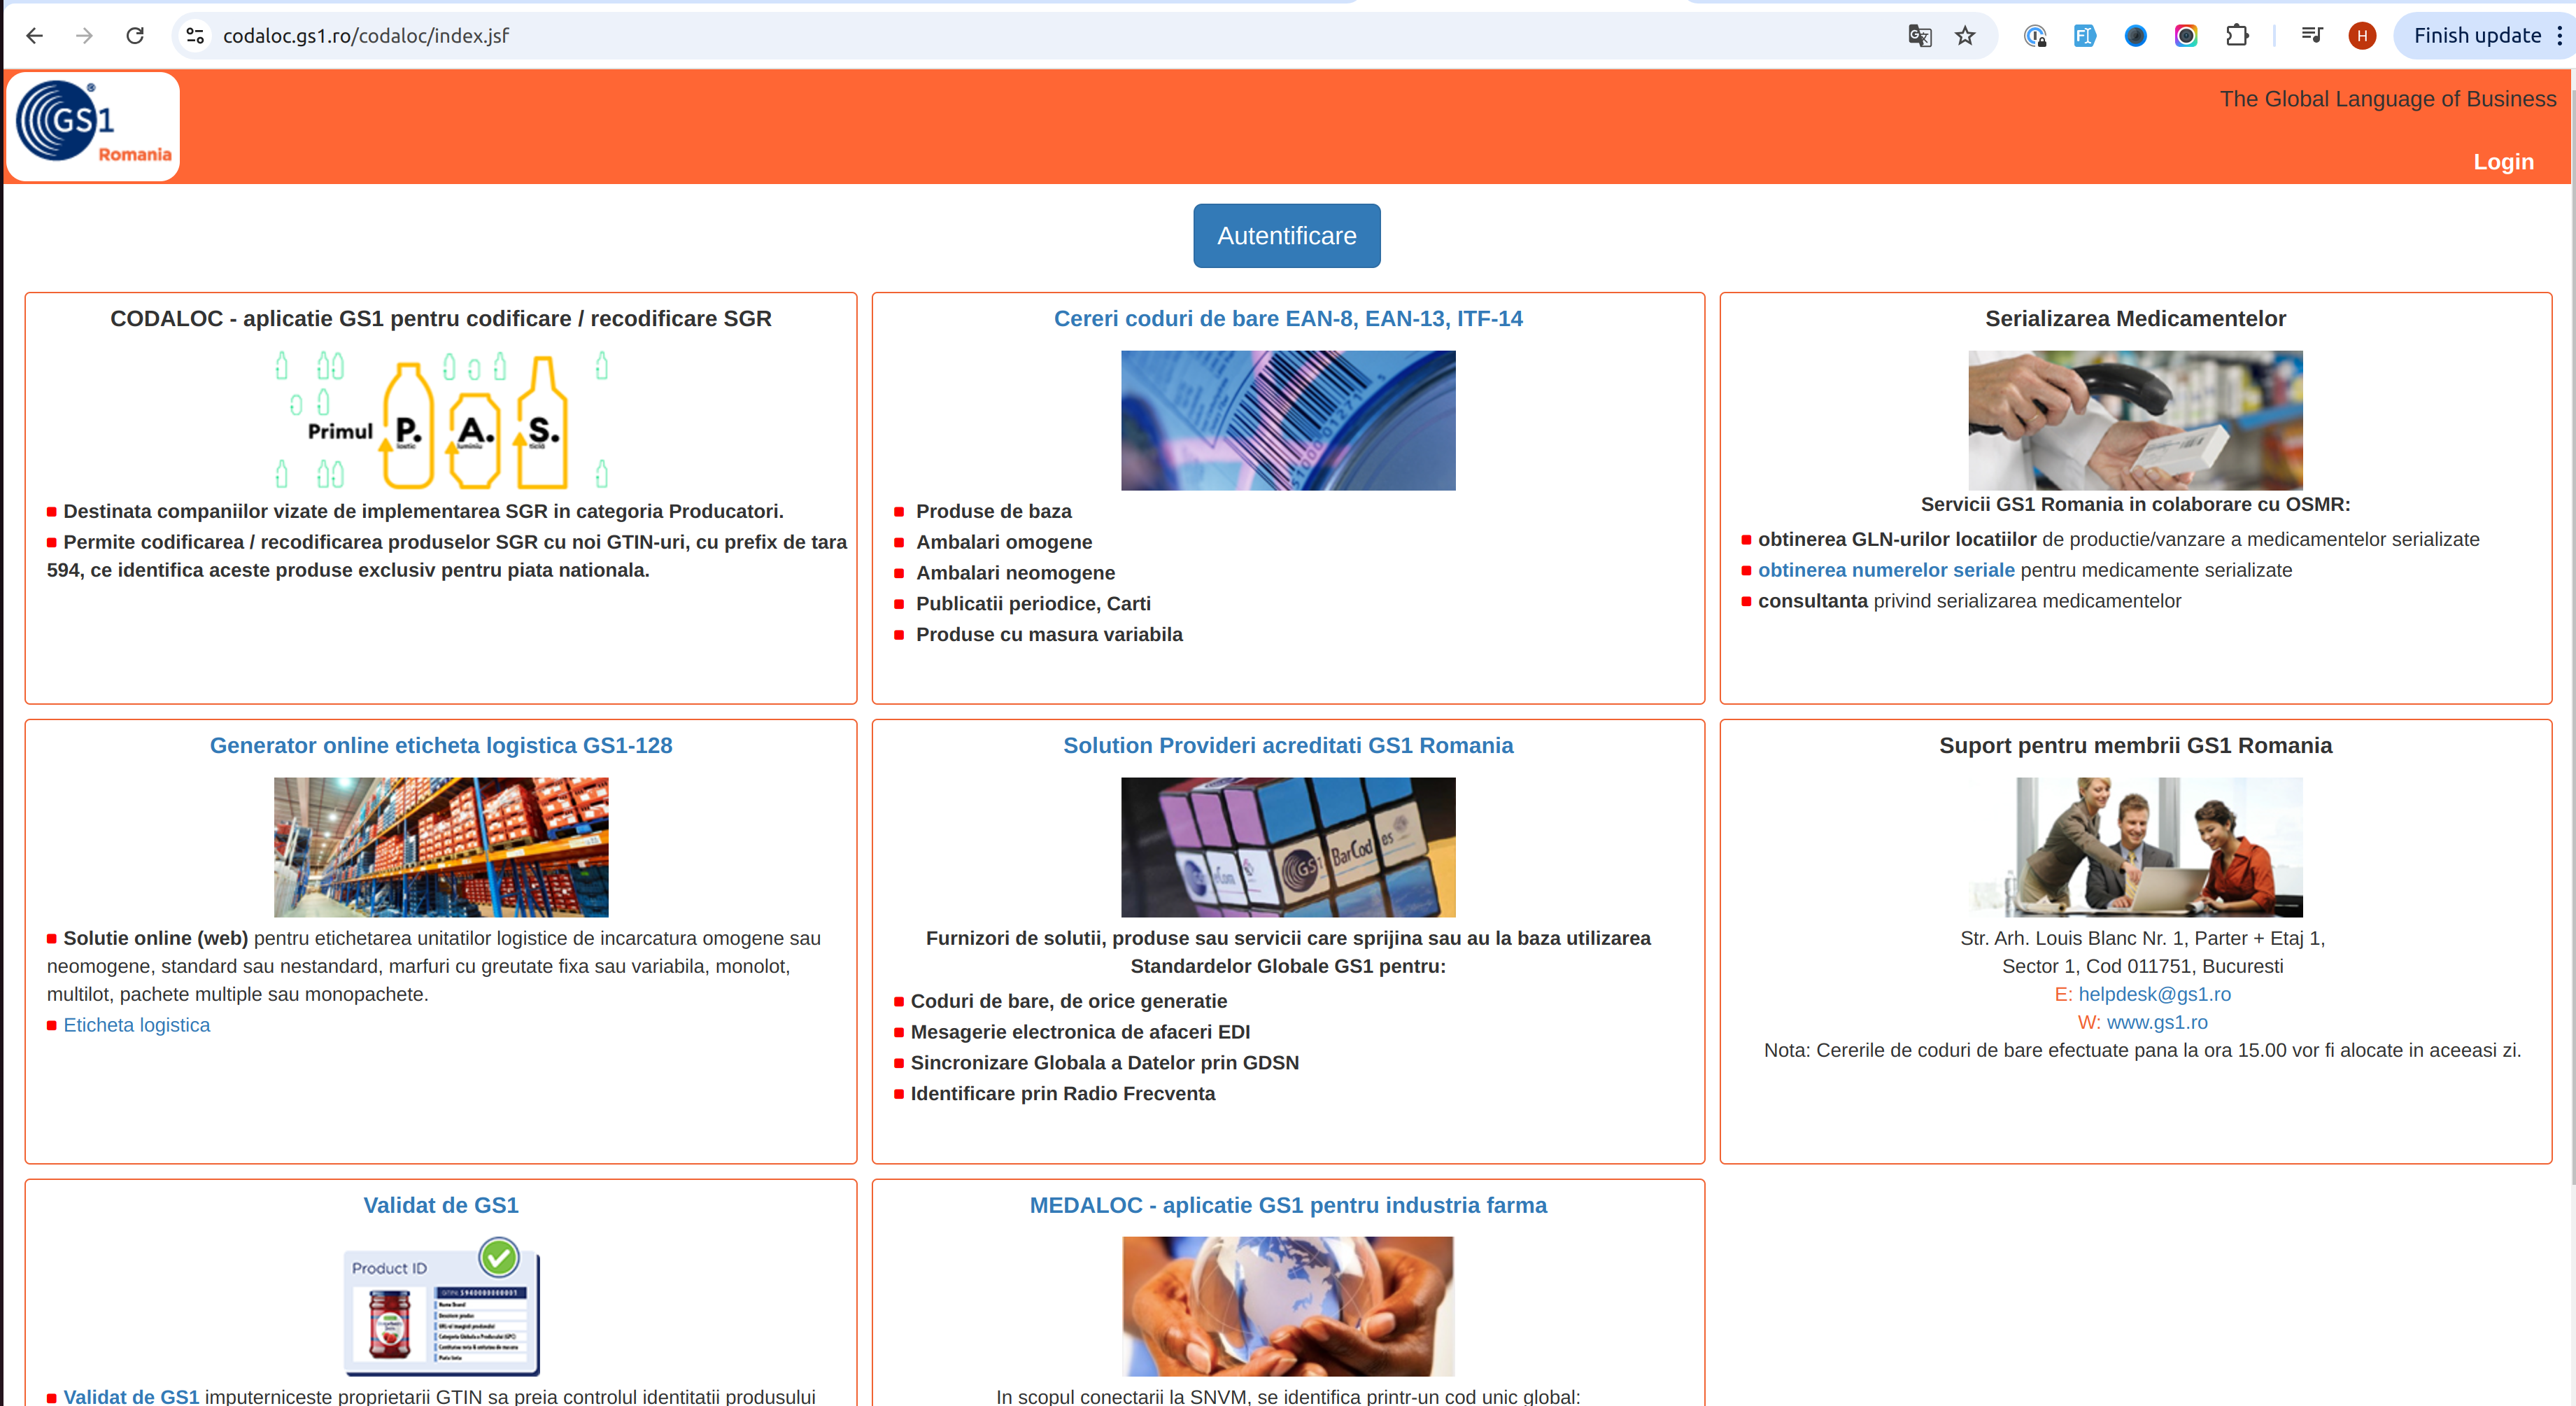 codaloc.gs1.ro/codaloc/index.jsf
H
Finish update
GS1
®
Romania
The Global Language of Business
Login
Autentificare
CODALOC - aplicatie GS1 pentru codificare / recodificare SGR
Primul P. A. S.
Destinata companiilor vizate de implementarea SGR in categoria Producatori.
Permite codificarea / recodificarea produselor SGR cu noi GTIN-uri, cu prefix de tara
594, ce identifica aceste produse exclusiv pentru piata nationala.
Cereri coduri de bare EAN-8, EAN-13, ITF-14
Produse de baza
Ambalari omogene
Ambalari neomogene
Publicatii periodice, Carti
Produse cu masura variabila
Serializarea Medicamentelor
Servicii GS1 Romania in colaborare cu OSMR:
obtinerea GLN-urilor locatiilor de productie/vanzare a medicamentelor serializate
obtinerea numerelor seriale pentru medicamente serializate
consultanta privind serializarea medicamentelor
Generator online eticheta logistica GS1-128
Solutie online (web) pentru etichetarea unitatilor logistice de incarcatura omogene sau
neomogene, standard sau nestandard, marfuri cu greutate fixa sau variabila, monolot,
multilot, pachete multiple sau monopachete.
Eticheta logistica
Solution Provideri acreditati GS1 Romania
GS1 BarCodes
Furnizori de solutii, produse sau servicii care sprijina sau au la baza utilizarea
Standardelor Globale GS1 pentru:
Coduri de bare, de orice generatie
Mesagerie electronica de afaceri EDI
Sincronizare Globala a Datelor prin GDSN
Identificare prin Radio Frecventa
Suport pentru membrii GS1 Romania
Str. Arh. Louis Blanc Nr. 1, Parter + Etaj 1,
Sector 1, Cod 011751, Bucuresti
E: helpdesk@gs1.ro
W: www.gs1.ro
Nota: Cererile de coduri de bare efectuate pana la ora 15.00 vor fi alocate in aceeasi zi.
Validat de GS1
Product ID
Validat de GS1 imputerniceste proprietarii GTIN sa preia controlul identitatii produsului
MEDALOC - aplicatie GS1 pentru industria farma
In scopul conectarii la SNVM, se identifica printr-un cod unic global: